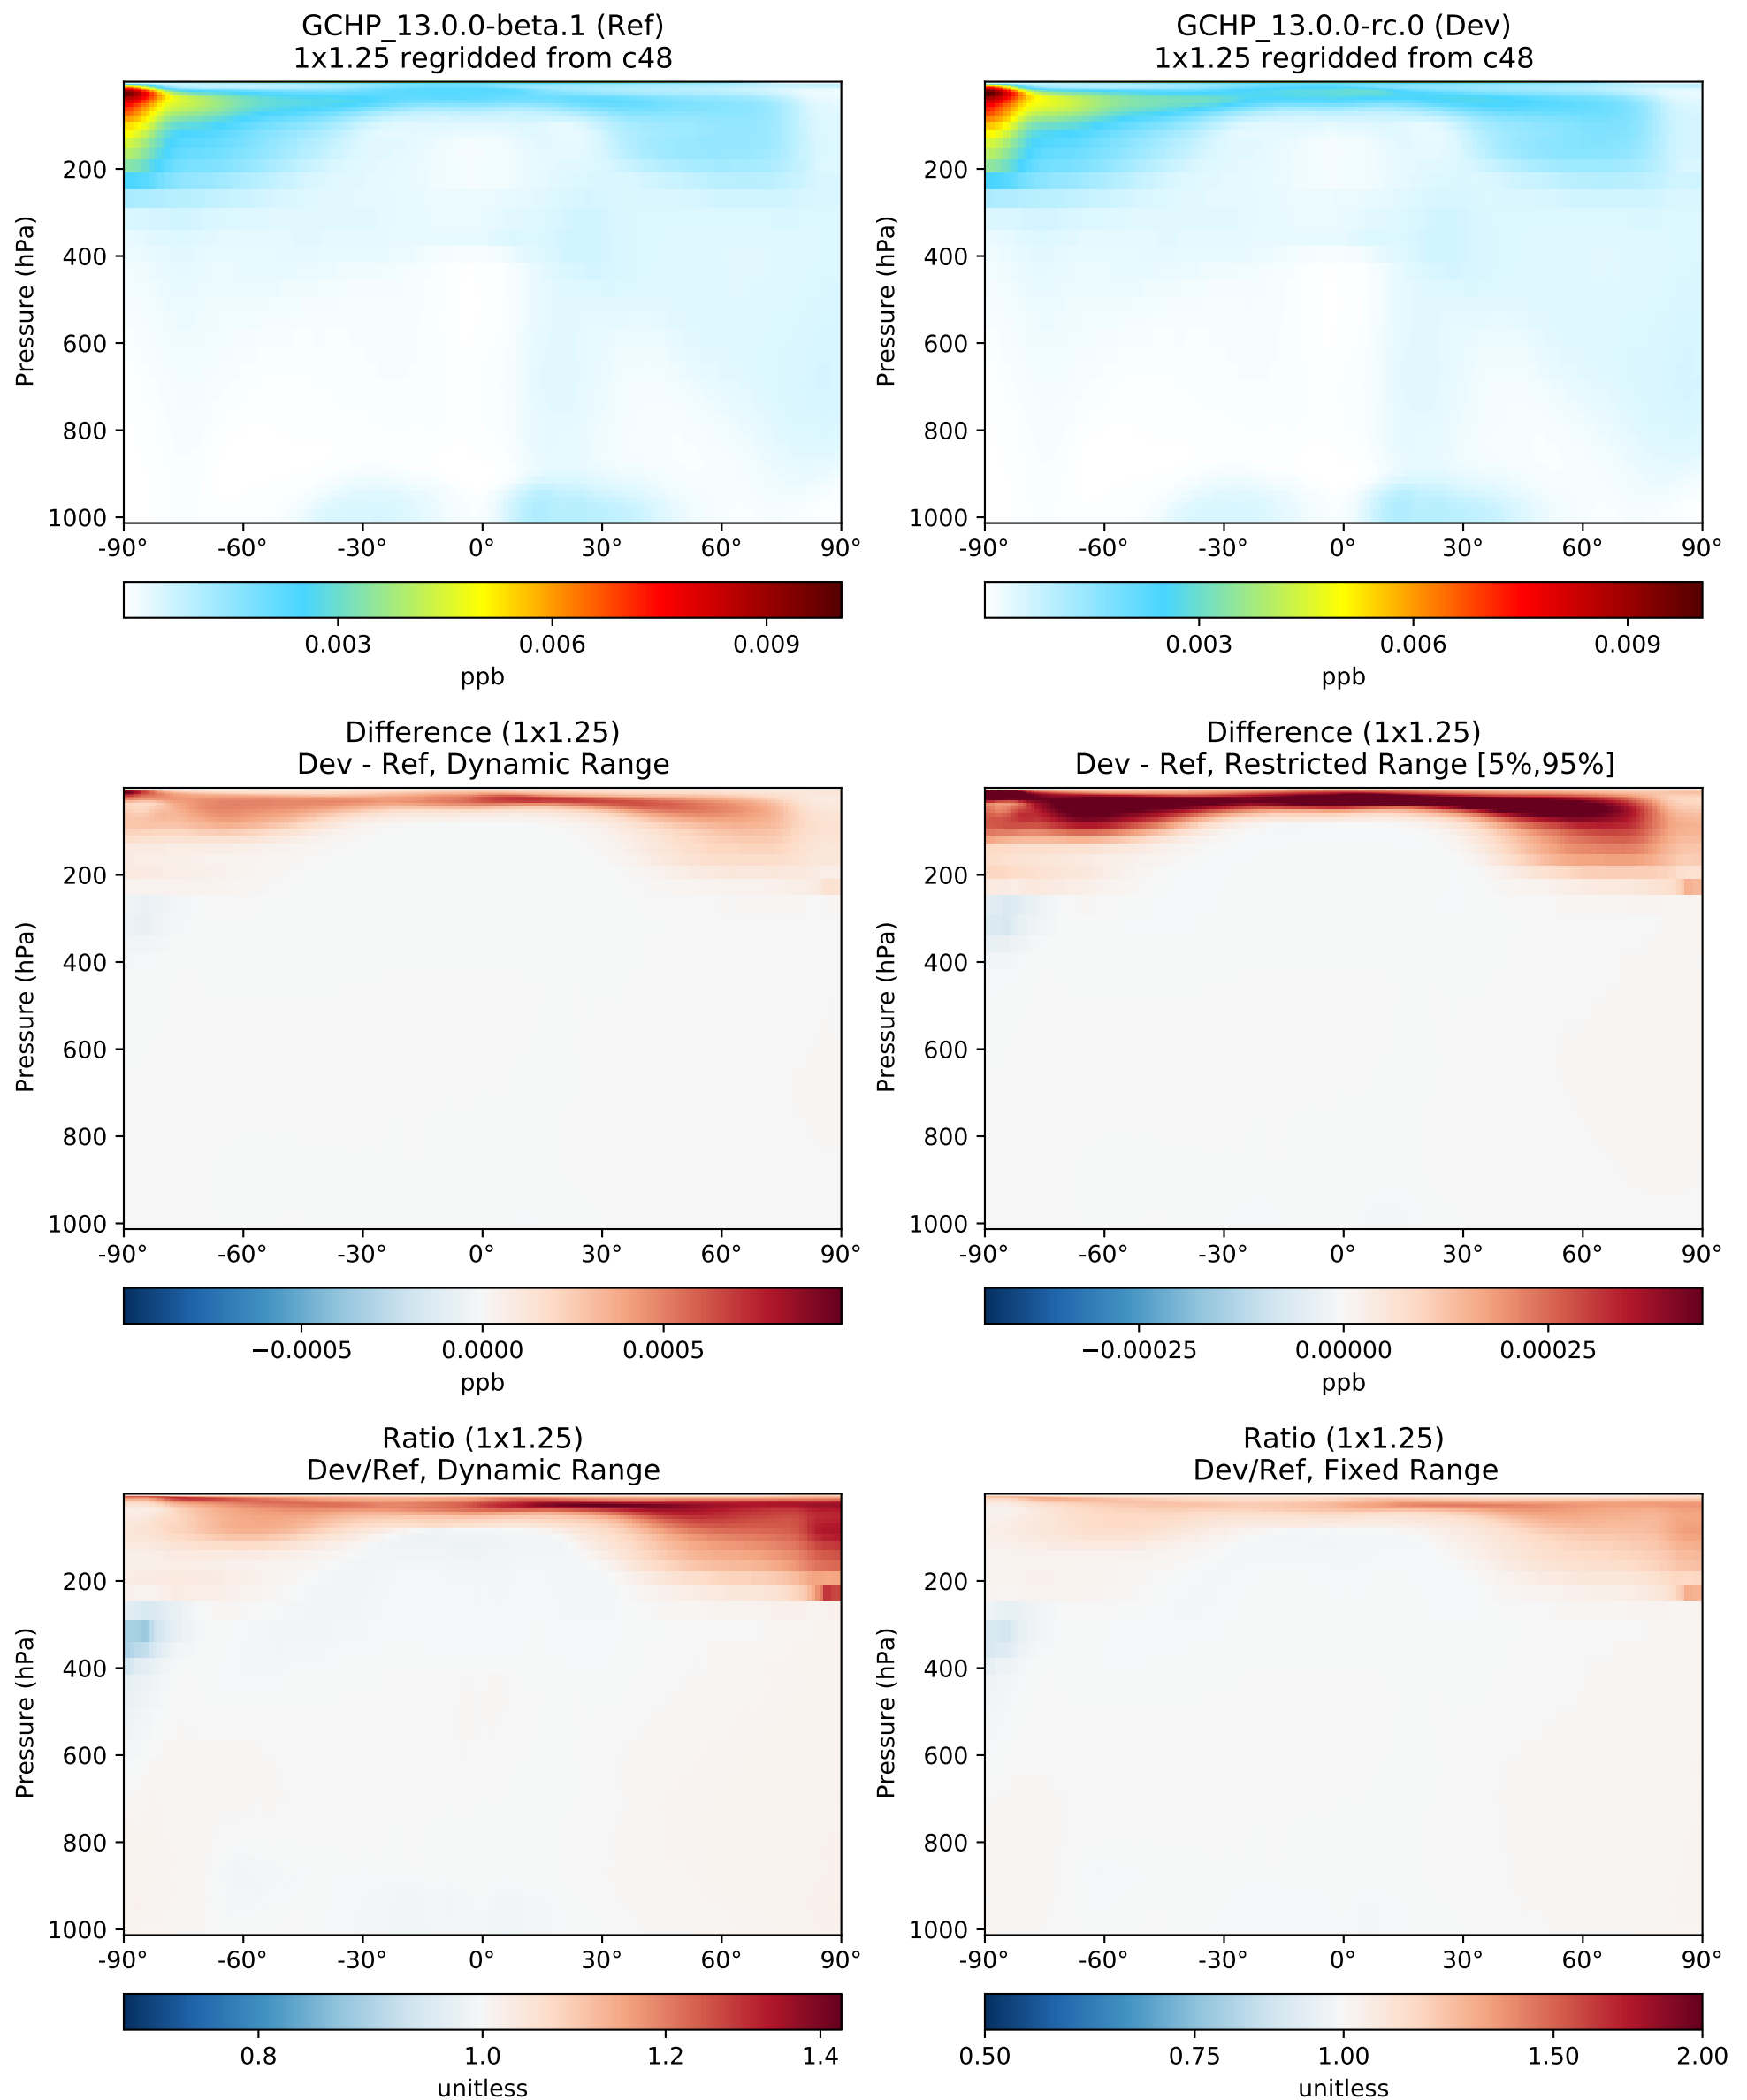 GCHP_13.0.0-beta.1 (Ref)
1x1.25 regridded from c48
Pressure (hPa)
200
400
600
800
1000
-90° -60° -30° 0° 30° 60° 90°
0.003 0.006 0.009
ppb
GCHP_13.0.0-rc.0 (Dev)
1x1.25 regridded from c48
Pressure (hPa)
200
400
600
800
1000
-90° -60° -30° 0° 30° 60° 90°
0.003 0.006 0.009
ppb
Difference (1x1.25)
Dev - Ref, Dynamic Range
Pressure (hPa)
200
400
600
800
1000
-90° -60° -30° 0° 30° 60° 90°
−0.0005 0.0000 0.0005
ppb
Difference (1x1.25)
Dev - Ref, Restricted Range [5%,95%]
Pressure (hPa)
200
400
600
800
1000
-90° -60° -30° 0° 30° 60° 90°
−0.00025 0.00000 0.00025
ppb
Ratio (1x1.25)
Dev/Ref, Dynamic Range
Pressure (hPa)
200
400
600
800
1000
-90° -60° -30° 0° 30° 60° 90°
0.8 1.0 1.2 1.4
unitless
Ratio (1x1.25)
Dev/Ref, Fixed Range
Pressure (hPa)
200
400
600
800
1000
-90° -60° -30° 0° 30° 60° 90°
0.50 0.75 1.00 1.50 2.00
unitless